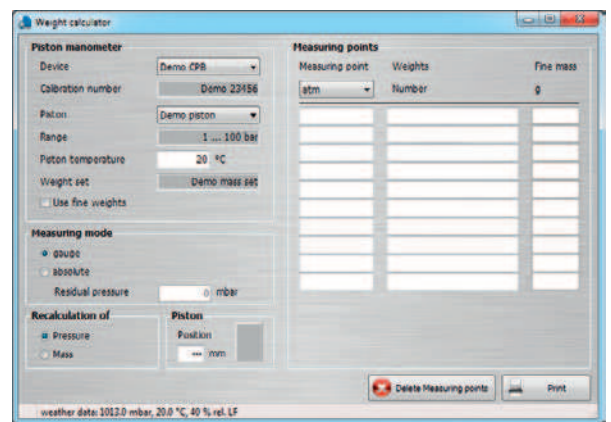 Weight calculator
Piston manometer
Device Demo CPB
Calibration number Demo 23456
Piston Demo piston
Range 1 .... 100 bar
Piston temperature 20 °C
Weight set Demo mass set
Use fine weights
Measuring mode
gauge
absolute
Residual pressure 0 mbar
Recalculation of
Pressure
Mass
Piston
Position
--- mm
Measuring points
Measuring point Weights Fine mass
atm Number g
Delete Measuring points Print
weather data: 1013.0 mbar, 20.0 °C, 40 % rel. LF